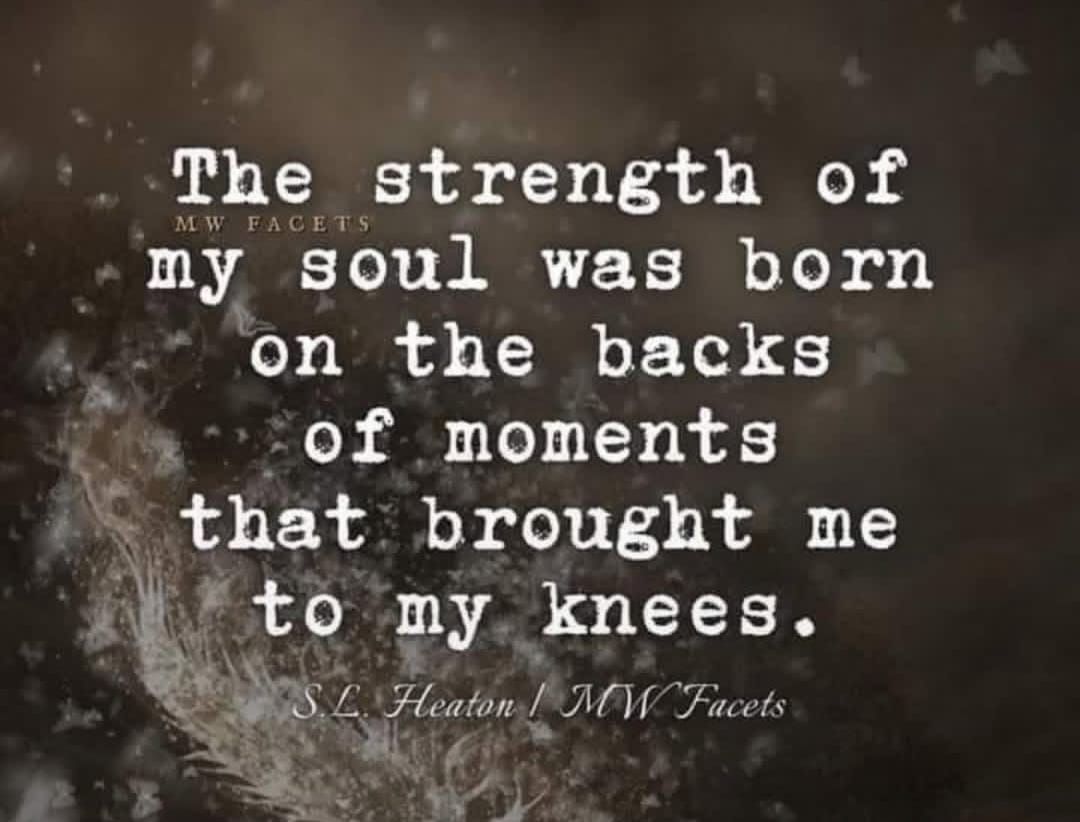 The strength of
MW FACETS
my soul was born
on the backs
of moments
that brought me
to my knees.
S.L. Heaton | MW Facets